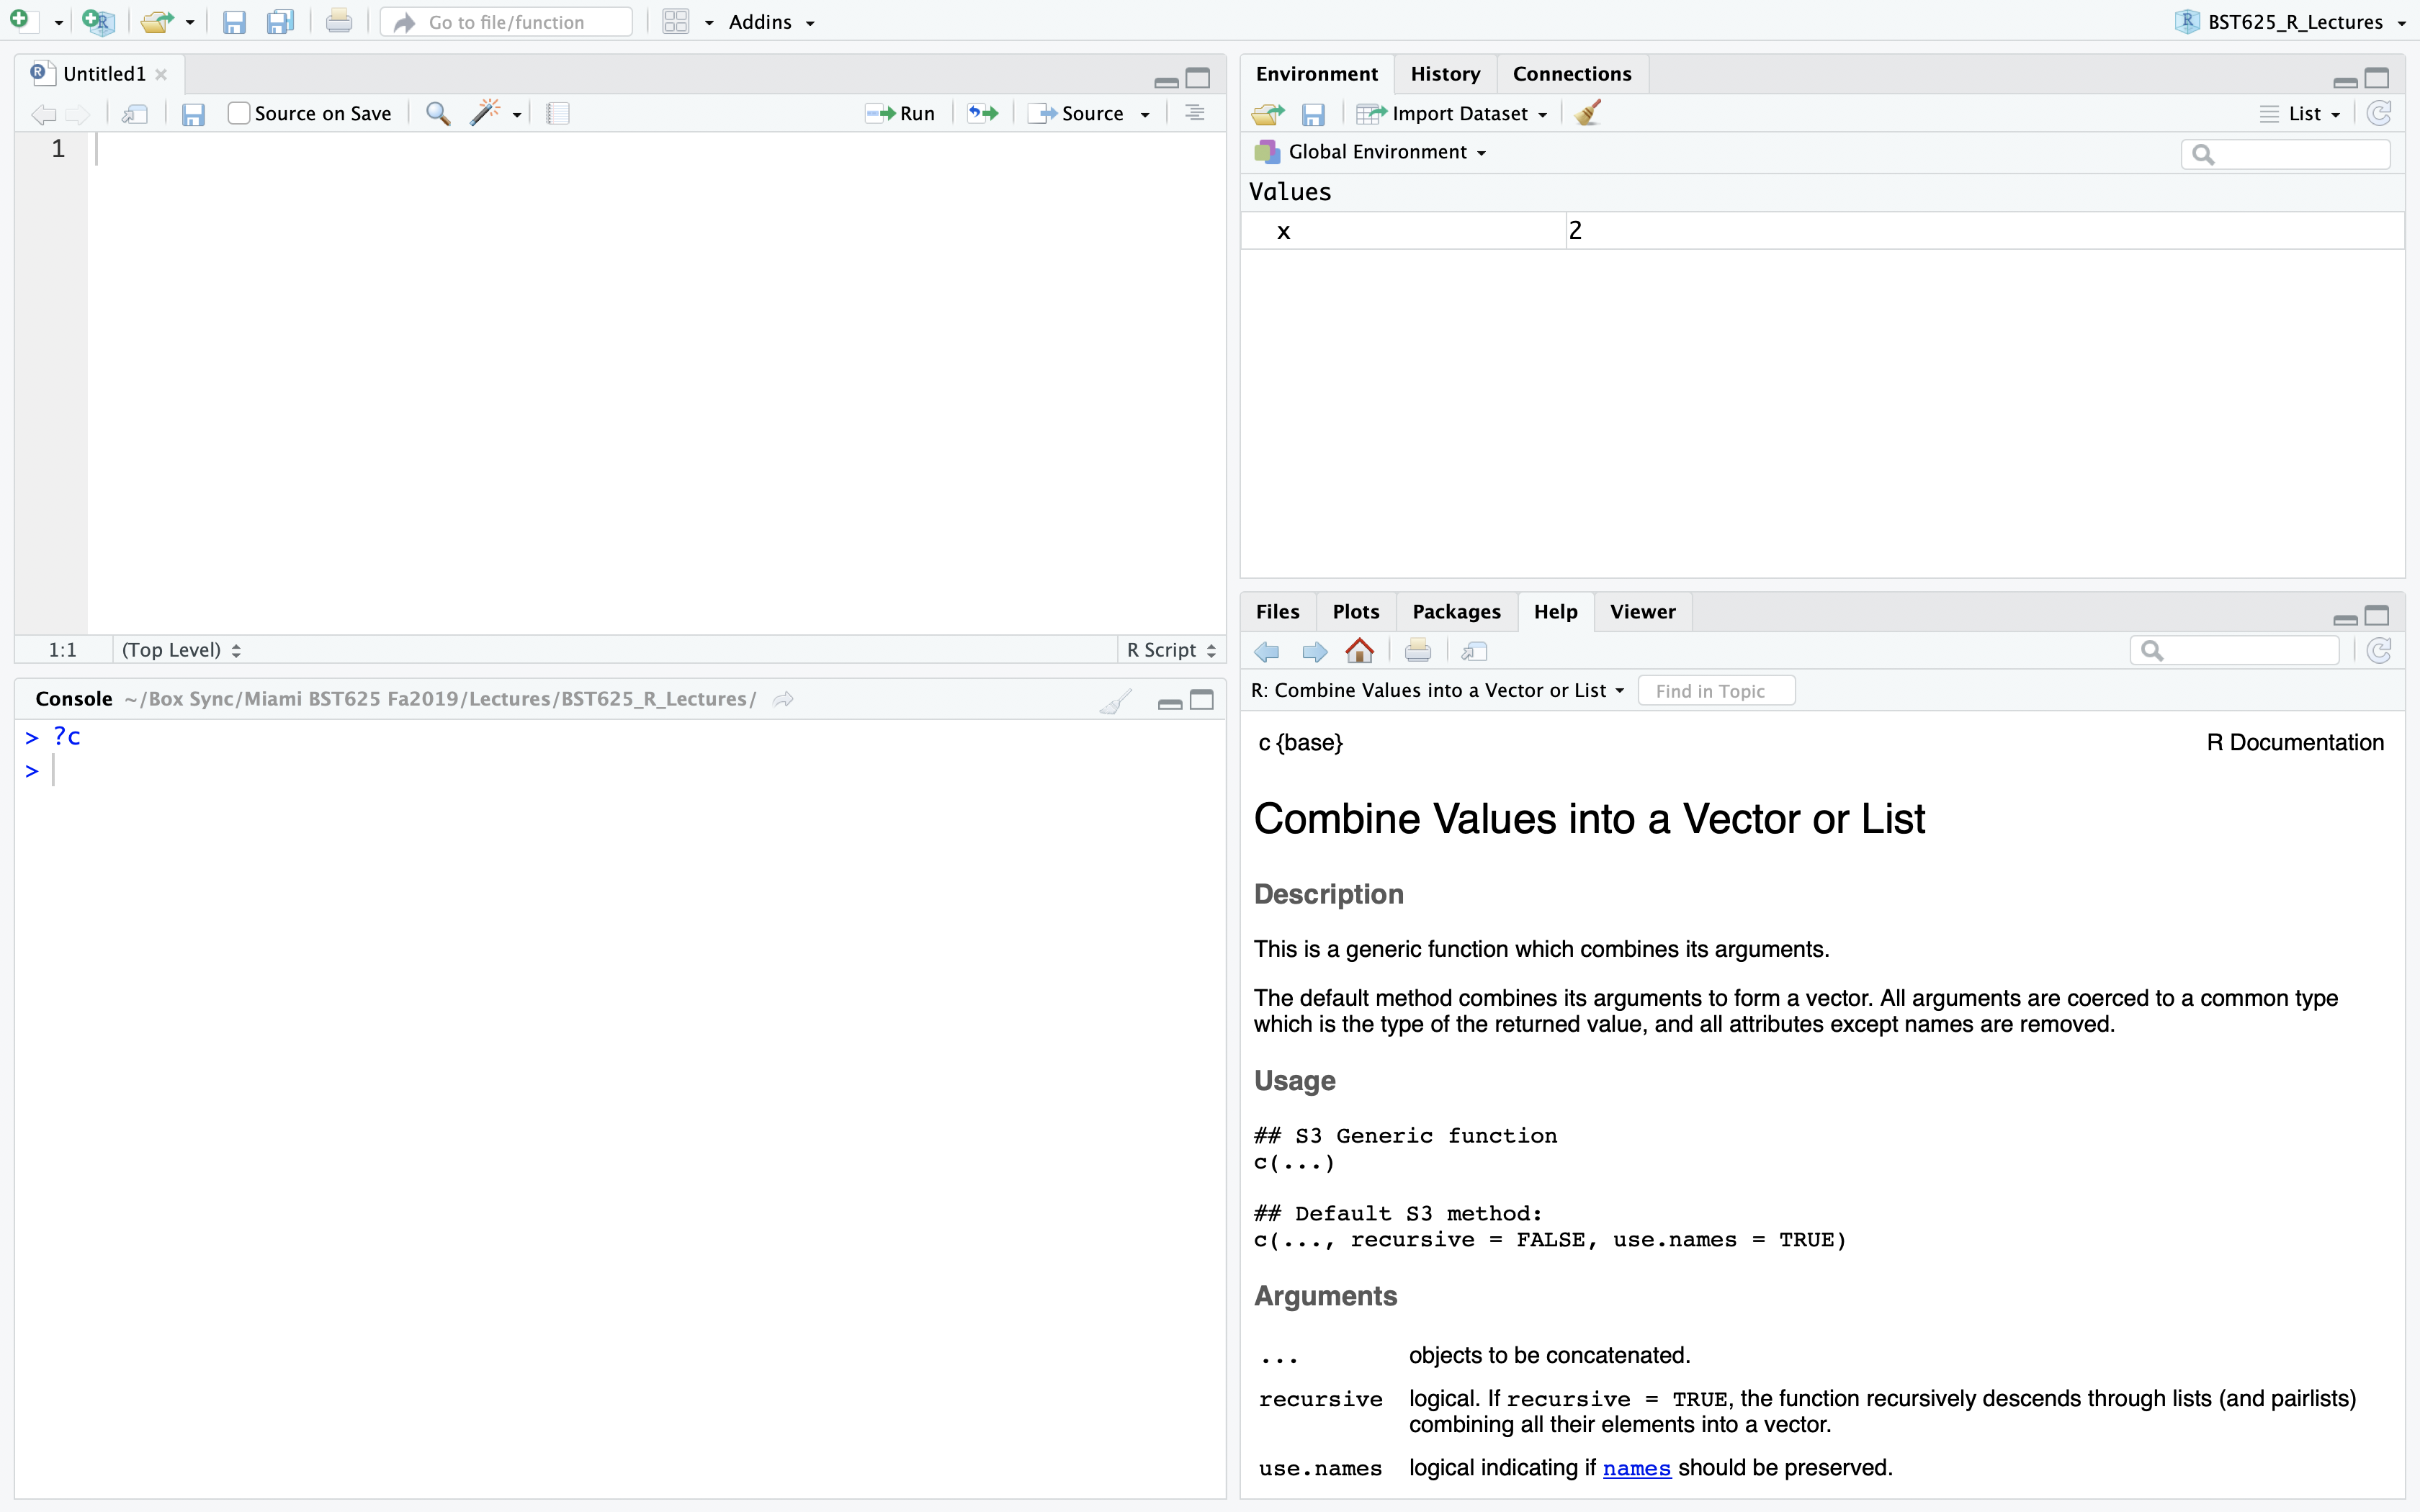 Go to file/function
Addins
BST625_R_Lectures
Untitled1
Source on Save
Run
Source
1
1:1
(Top Level)
R Script
Console ~/Box Sync/Miami BST625 Fa2019/Lectures/BST625_R_Lectures/
> ?c
>
Environment
History
Connections
Import Dataset
List
Global Environment
Values
x 2
Files
Plots
Packages
Help
Viewer
R: Combine Values into a Vector or List
Find in Topic
c {base}
R Documentation
Combine Values into a Vector or List
Description
This is a generic function which combines its arguments.
The default method combines its arguments to form a vector. All arguments are coerced to a common type
which is the type of the returned value, and all attributes except names are removed.
Usage
## S3 Generic function
c(...)
## Default S3 method:
c(..., recursive = FALSE, use.names = TRUE)
Arguments
... objects to be concatenated.
recursive logical. If recursive = TRUE, the function recursively descends through lists (and pairlists)
combining all their elements into a vector.
use.names logical indicating if names should be preserved.